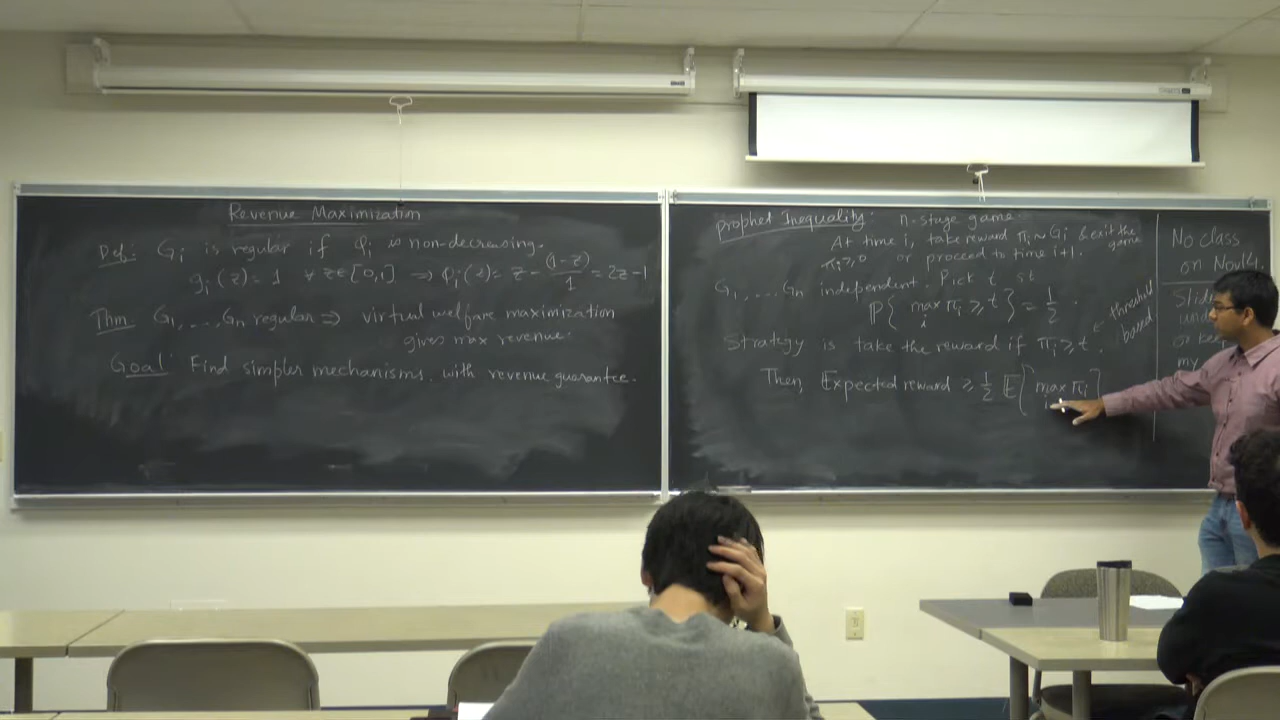 Revenue Maximization
Def: Gi is regular if φi is non-decreasing.
gi(z) = 1 ∀ z∈[0,1] ⇒ φi(z) = z - (1-z)/1 = 2z-1
Thm G1, ..., Gn regular ⇒ virtual welfare maximization
gives max revenue.
Goal: Find simpler mechanisms, with revenue guarantee.
Prophet Inequality: n-stage game
At time i, take reward πi ~ Gi & exit the game
πi ≥ 0 or proceed to time i+1.
G1, ..., Gn independent. Pick t st
P{ max_i πi ≥ t } = 1/2.
Strategy is take the reward if πi ≥ t. ← threshold based
Then, Expected reward ≥ 1/2 E[ max_i πi ]
No class
on Nov14.
my